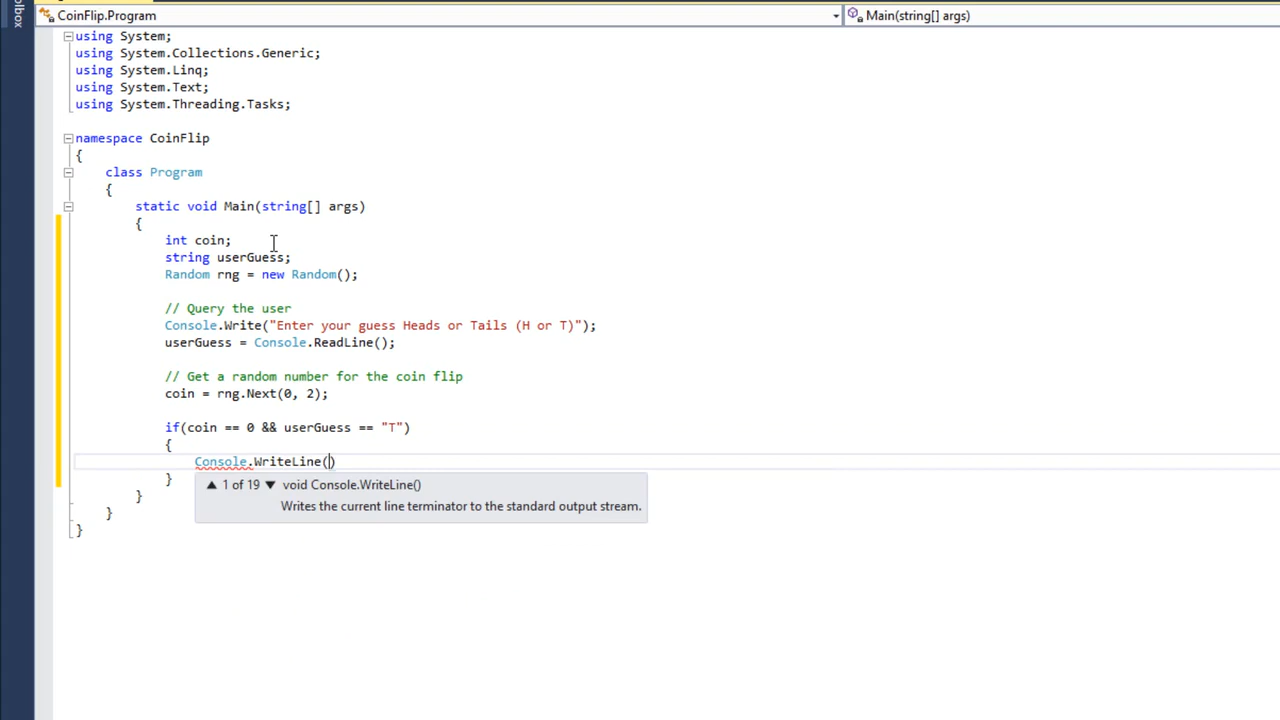 olbox
CoinFlip.Program
Main(string[] args)
using System;
using System.Collections.Generic;
using System.Linq;
using System.Text;
using System.Threading.Tasks;
namespace CoinFlip
{
class Program
{
static void Main(string[] args)
{
int coin;
string userGuess;
Random rng = new Random();
// Query the user
Console.Write("Enter your guess Heads or Tails (H or T)");
userGuess = Console.ReadLine();
// Get a random number for the coin flip
coin = rng.Next(0, 2);
if(coin == 0 && userGuess == "T")
{
Console.WriteLine()
}
1 of 19 void Console.WriteLine()
Writes the current line terminator to the standard output stream.
}
}
}